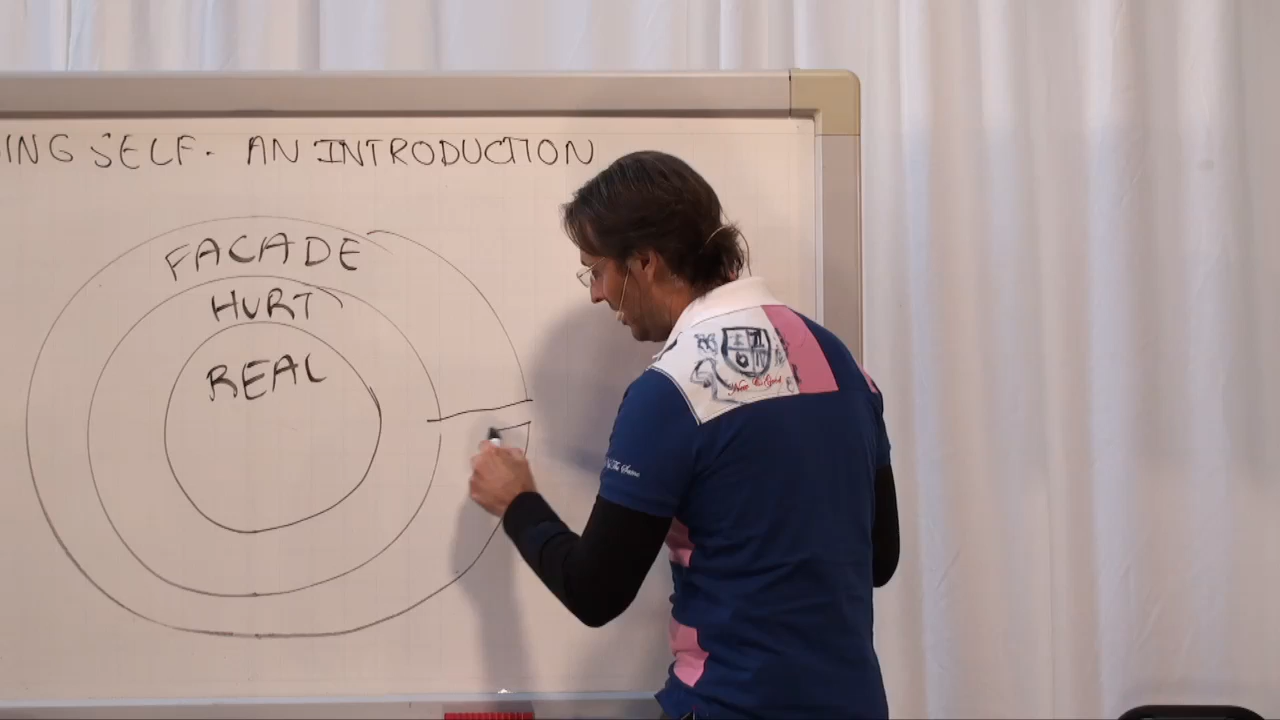 ING SELF. AN INTRODUCTION
FACADE
HURT
REAL